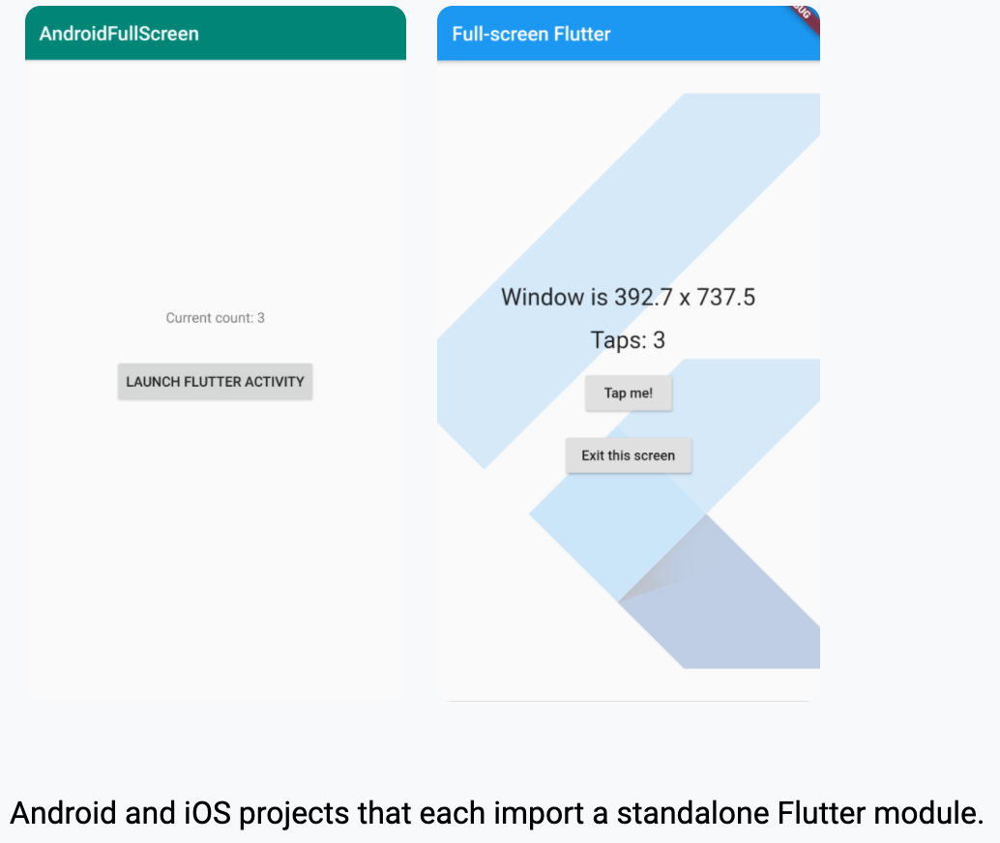 AndroidFullScreen
Current count: 3
LAUNCH FLUTTER ACTIVITY
Full-screen Flutter
Window is 392.7 x 737.5
Taps: 3
Tap me!
Exit this screen
Android and iOS projects that each import a standalone Flutter module.